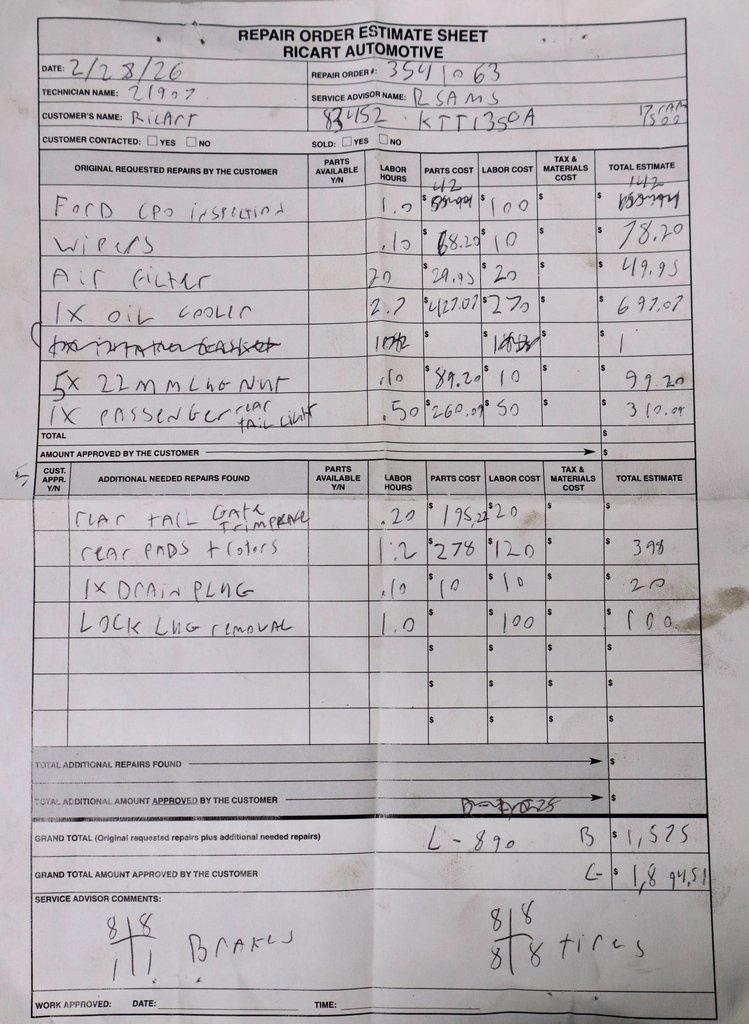 REPAIR ORDER ESTIMATE SHEET
RICART AUTOMOTIVE
DATE: 2/28/26 REPAIR ORDER #: 3541063
TECHNICIAN NAME: 21907 SERVICE ADVISOR NAME: RSAMS
CUSTOMER'S NAME: RICART 83452 KTT1350A 17 RAM 1500
CUSTOMER CONTACTED: YES NO SOLD: YES NO
ORIGINAL REQUESTED REPAIRS BY THE CUSTOMER PARTS AVAILABLE Y/N LABOR HOURS PARTS COST LABOR COST TAX & MATERIALS COST TOTAL ESTIMATE
FORD CPO inspection 1.0 $ 42 $ 100 $ $ 142
WIPERS .10 $ 68.20 $ 10 $ $ 78.20
AIR FILTER 20 $ 29.95 $ 20 $ $ 49.95
1X OIL COOLER 2.7 $ 427.07 $ 270 $ $ 697.07
$ $ $ $ 1
5X 22MM LUG NUT .10 $ 89.20 $ 10 $ $ 99.20
1X PASSENGER rear tail light .50 $ 260.09 $ 50 $ $ 310.09
TOTAL $
AMOUNT APPROVED BY THE CUSTOMER $
CUST. APPR. Y/N ADDITIONAL NEEDED REPAIRS FOUND PARTS AVAILABLE Y/N LABOR HOURS PARTS COST LABOR COST TAX & MATERIALS COST TOTAL ESTIMATE
rear TAIL Gate Trim .20 $ 195.22 $ 20 $ $
rear PADS + rotors 1.2 $ 278 $ 120 $ $ 398
1X DRAIN PLUG .10 $ 10 $ 10 $ $ 20
LOCK LUG removal 1.0 $ $ 100 $ $ 100
$ $ $ $
$ $ $ $
$ $ $ $
TOTAL ADDITIONAL REPAIRS FOUND $
TOTAL ADDITIONAL AMOUNT APPROVED BY THE CUSTOMER $
GRAND TOTAL (Original requested repairs plus additional needed repairs) L - 890 B $ 1,525
GRAND TOTAL AMOUNT APPROVED BY THE CUSTOMER C- $ 1,894.51
SERVICE ADVISOR COMMENTS:
8 8 8 8
1 1 BRAKES 8 8 tires
WORK APPROVED: DATE: TIME: